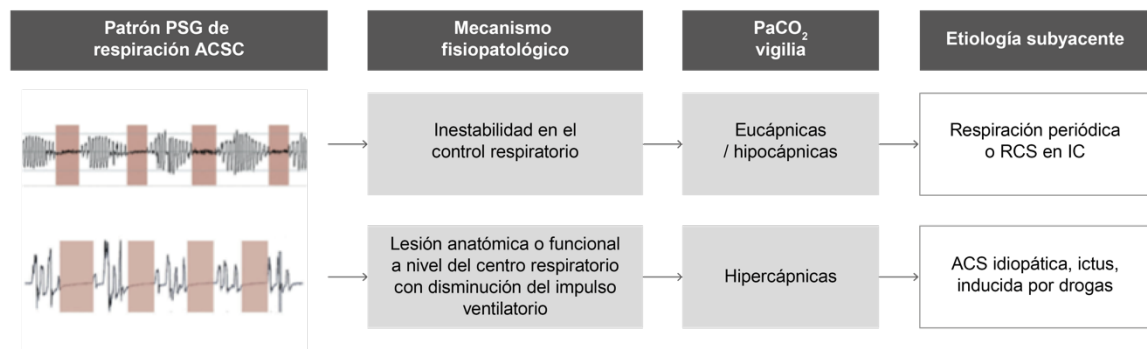 Patrón PSG de
respiración ACSC
Mecanismo
fisiopatológico
PaCO₂
vigilia
Etiología subyacente
Inestabilidad en el
control respiratorio
Eucápnicas
/ hipocápnicas
Respiración periódica
o RCS en IC
Lesión anatómica o funcional
a nivel del centro respiratorio
con disminución del impulso
ventilatorio
Hipercápnicas
ACS idiopática, ictus,
inducida por drogas